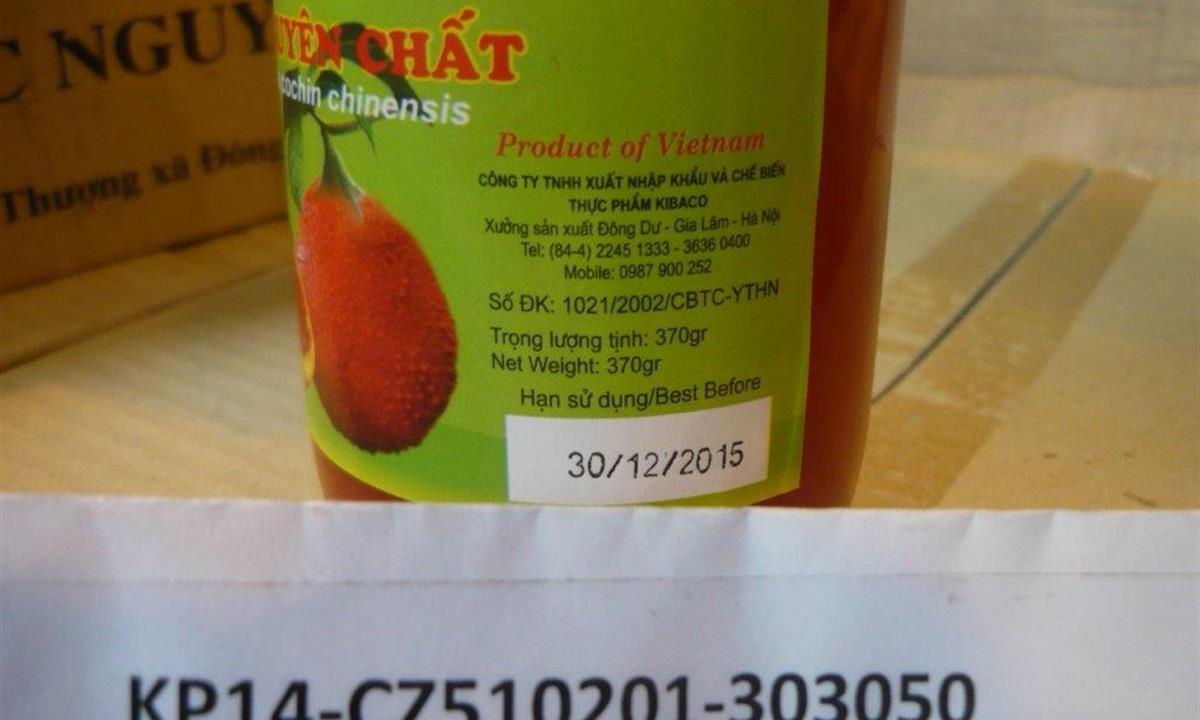 C NGUY
Thượng xã Đông
UYÊN CHẤT
cochin chinensis
Product of Vietnam
CÔNG TY TNHH XUẤT NHẬP KHẨU VÀ CHẾ BIẾN
THỰC PHẨM KIBACO
Xưởng sản xuất Đông Dư - Gia Lâm - Hà Nội
Tel: (84-4) 2245 1333 - 3636 0400
Mobile: 0987 900 252
Số ĐK: 1021/2002/CBTC-YTHN
Trọng lượng tịnh: 370gr
Net Weight: 370gr
Hạn sử dụng/Best Before
30/12/2015
KP14-CZ510201-303050